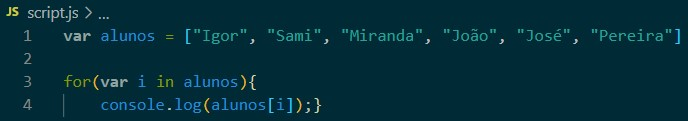 JS script.js > ...
1 var alunos = ["Igor", "Sami", "Miranda", "João", "José", "Pereira"]
2
3 for(var i in alunos){
4     console.log(alunos[i]);}